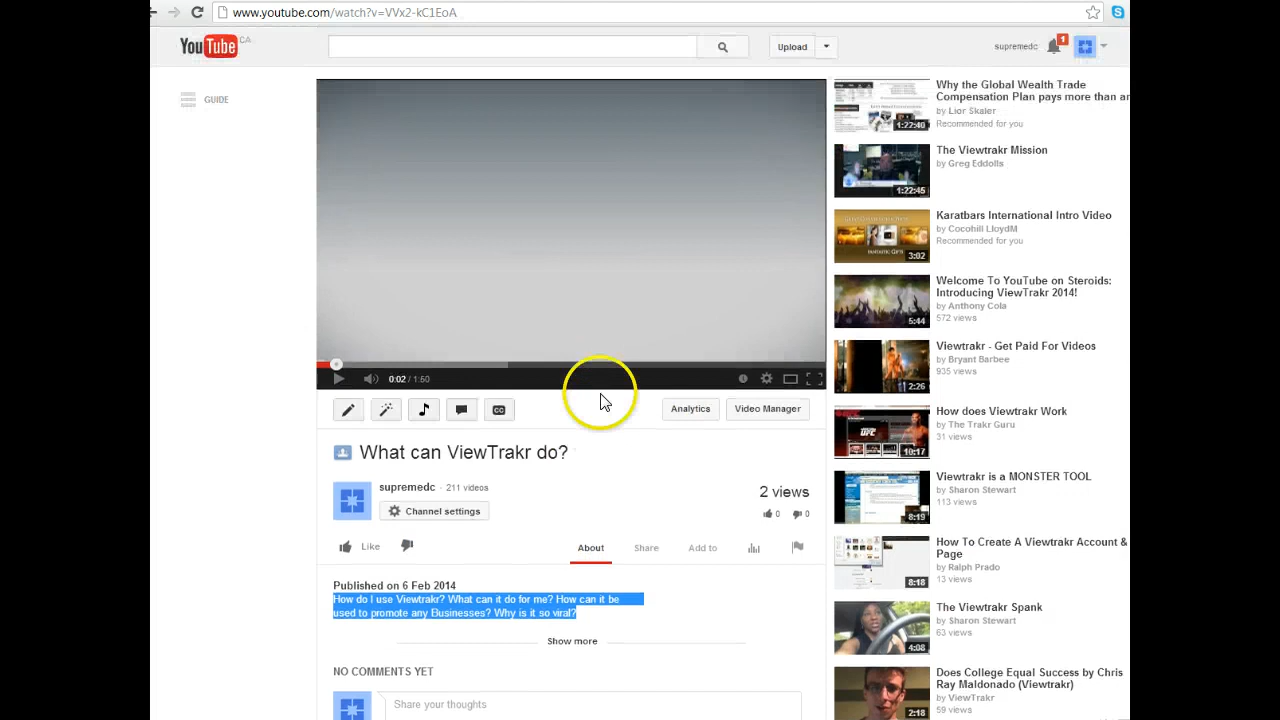 www.youtube.com/watch?v=VVx2-kC1EoA
YouTube CA
Upload
supremedc
1
GUIDE
0:02 / 1:50
Analytics
Video Manager
What can ViewTrakr do?
supremedc · 211 videos
Channel settings
2 views
0
0
Like
About
Share
Add to
Published on 6 Feb 2014
How do I use Viewtrakr? What can it do for me? How can it be
used to promote any Businesses? Why is it so viral?
Show more
NO COMMENTS YET
Share your thoughts
Why the Global Wealth Trade
Compensation Plan pays more than an
by Lior Skaler
Recommended for you
1:22:40
The Viewtrakr Mission
by Greg Eddolls
1:22:45
Karatbars International Intro Video
by Cocohill LloydM
Recommended for you
3:02
Welcome To YouTube on Steroids:
Introducing ViewTrakr 2014!
by Anthony Cola
572 views
5:44
Viewtrakr - Get Paid For Videos
by Bryant Barbee
935 views
2:26
How does Viewtrakr Work
by The Trakr Guru
31 views
UFC
10:17
Viewtrakr is a MONSTER TOOL
by Sharon Stewart
113 views
8:19
How To Create A Viewtrakr Account &
Page
by Ralph Prado
13 views
8:18
The Viewtrakr Spank
by Sharon Stewart
63 views
4:08
Does College Equal Success by Chris
Ray Maldonado (Viewtrakr)
by ViewTrakr
59 views
2:18